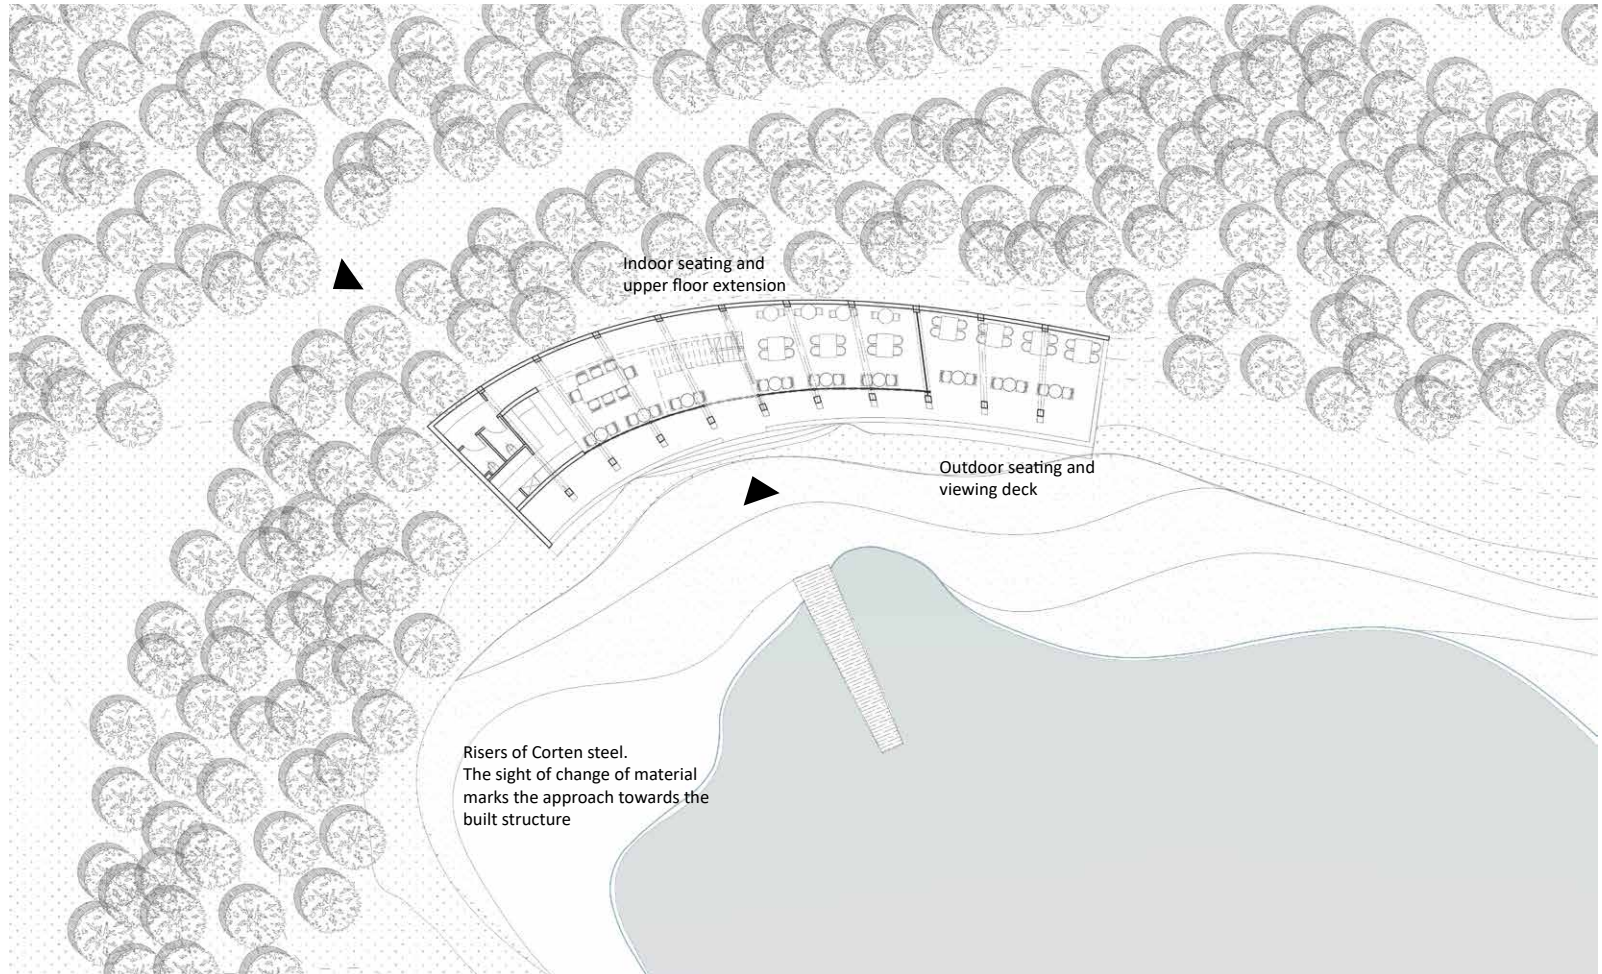 Indoor seating and
upper floor extension
Outdoor seating and
viewing deck
Risers of Corten steel.
The sight of change of material
marks the approach towards the
built structure